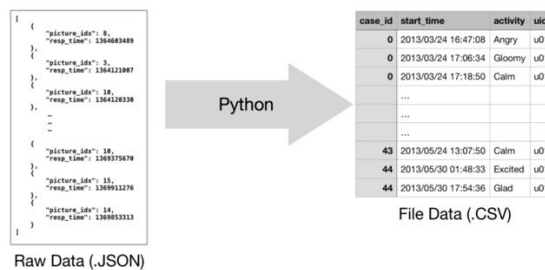 [
{
"picture_idx": 8,
"resp_time": 1364603489
},
{
"picture_idx": 3,
"resp_time": 1364121007
},
{
"picture_idx": 10,
"resp_time": 1364120330
},
{
"picture_idx": 10,
"resp_time": 1369375670
},
{
"picture_idx": 15,
"resp_time": 1369911276
},
{
"picture_idx": 14,
"resp_time": 1369853313
}
]
Raw Data (.JSON)
Python
case_id start_time activity uid
0 2013/03/24 16:47:08 Angry u0
0 2013/03/24 17:06:34 Gloomy u0
0 2013/03/24 17:18:50 Calm u0
...
...
...
43 2013/05/24 13:07:50 Calm u0
44 2013/05/30 01:48:33 Excited u0
44 2013/05/30 17:54:36 Glad u0
File Data (.CSV)